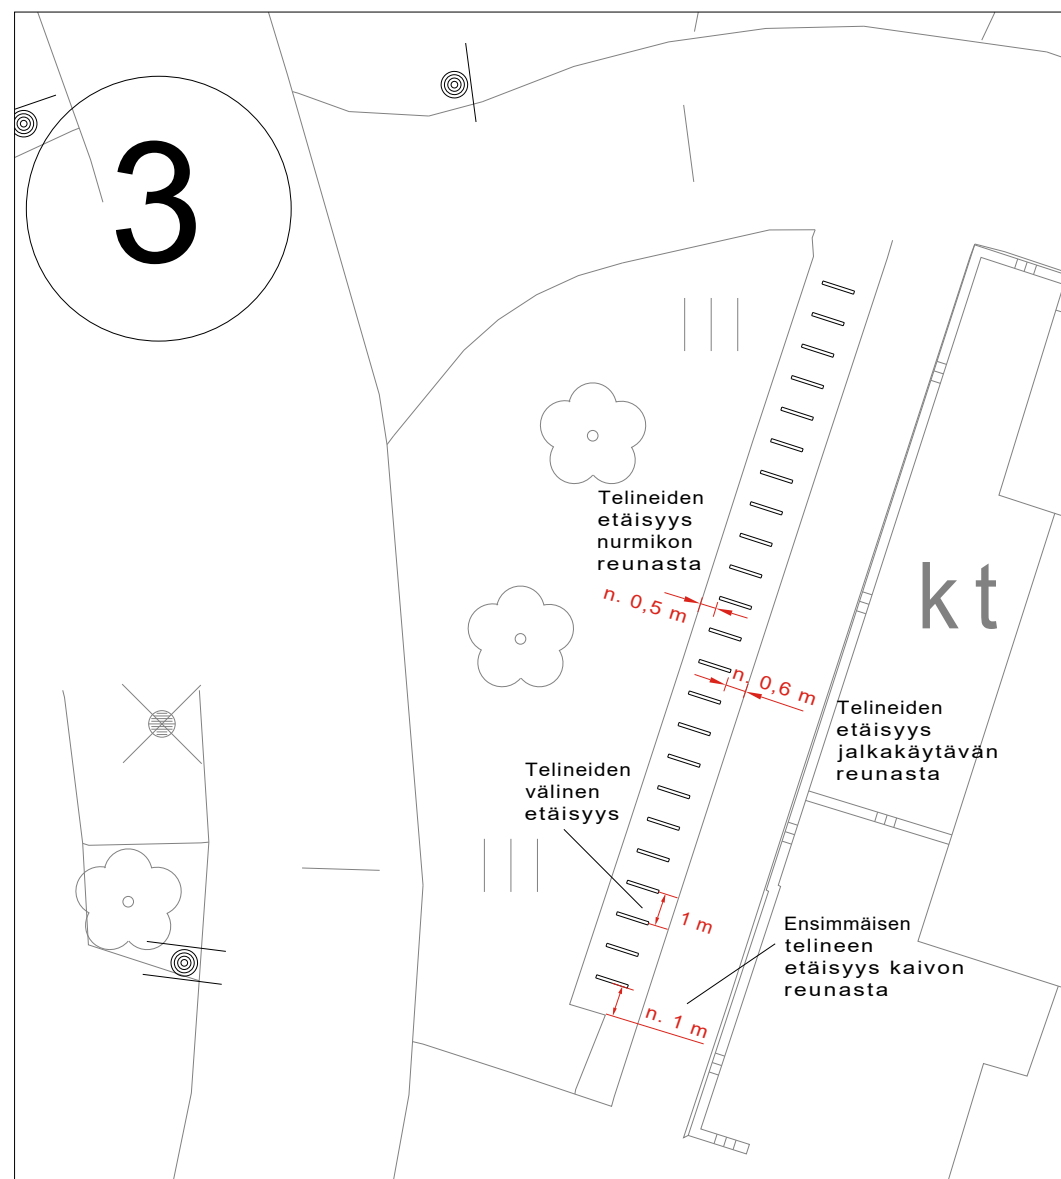 3
Telineiden
etäisyys
nurmikon
reunasta
n. 0,5 m
kt
n. 0,6 m
Telineiden
etäisyys
jalkakäytävän
reunasta
Telineiden
välinen
etäisyys
1 m
Ensimmäisen
telineen
etäisyys kaivon
reunasta
n. 1 m